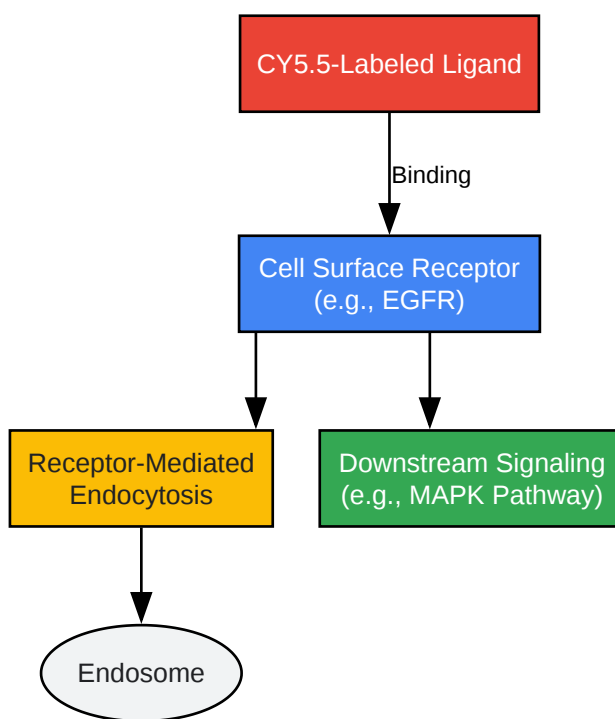 CY5.5-Labeled Ligand
Binding
Cell Surface Receptor
(e.g., EGFR)
Receptor-Mediated
Endocytosis
Downstream Signaling
(e.g., MAPK Pathway)
Endosome